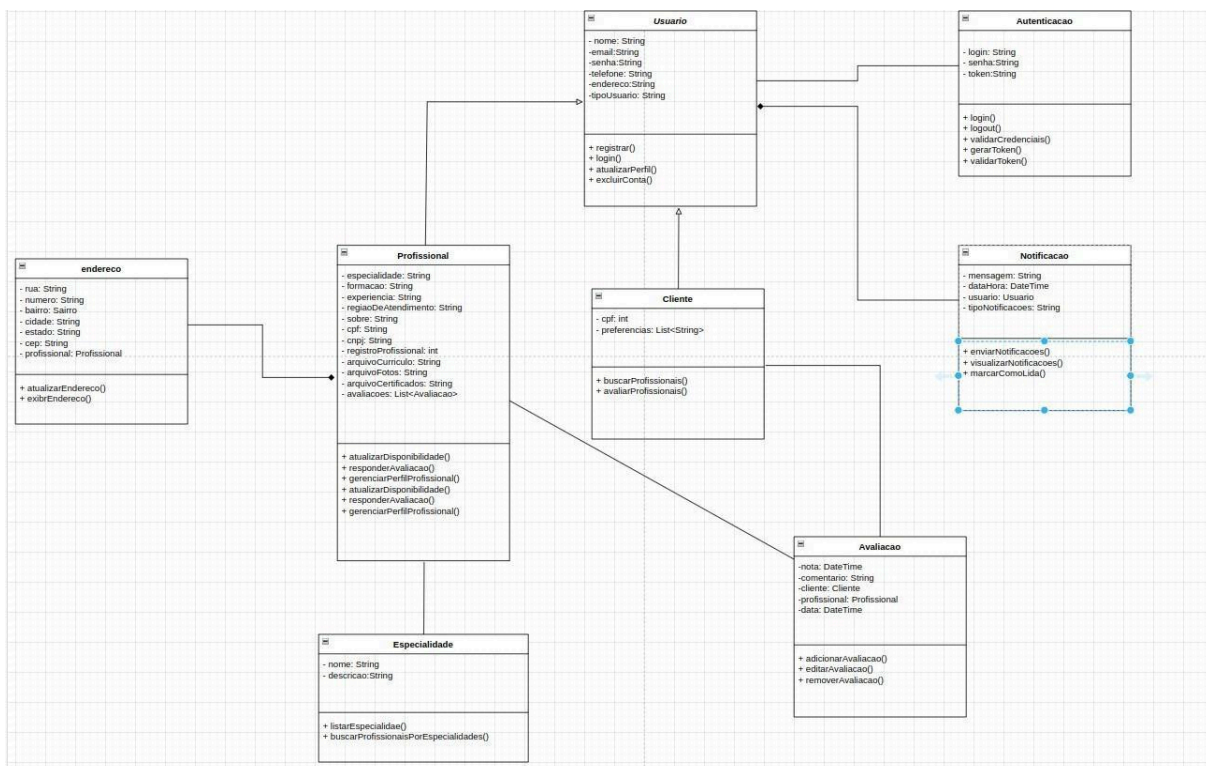 Usuario
- nome: String
-email:String
-senha:String
-telefone: String
-endereco:String
-tipoUsuario: String
+ registrar()
+ login()
+ atualizarPerfil()
+ excluirConta()
Autenticacao
- login: String
- senha:String
- token:String
+ login()
+ logout()
+ validarCredenciais()
+ gerarToken()
+ validarToken()
endereco
- rua: String
- numero: String
- bairro: Sairro
- cidade: String
- estado: String
- cep: String
- profissional: Profissional
+ atualizarEndereco()
+ exibrEndereco()
Profissional
- especialidade: String
- formacao: String
- experiencia: String
- regiaoDeAtendimento: String
- sobre: String
- cpf: String
- cnpj: String
- registroProfissional: int
- arquivoCurriculo: String
- arquivoFotos: String
- arquivoCertificados: String
- avaliacoes: List<Avaliacao>
+ atualizarDisponibilidade()
+ responderAvaliacao()
+ gerenciarPerfilProfissional()
+ atualizarDisponibilidade()
+ responderAvaliacao()
+ gerenciarPerfilProfissional()
Cliente
- cpf: int
- preferencias: List<String>
+ buscarProfissionais()
+ avaliarProfissionais()
Notificacao
- mensagem: String
- dataHora: DateTime
- usuario: Usuario
- tipoNotificacoes: String
+ enviarNotificacoes()
+ visualizarNotificacoes()
+ marcarComoLida()
Avaliacao
-nota: DateTime
-comentario: String
-cliente: Cliente
-profissional: Profissional
-data: DateTime
+ adicionarAvaliacao()
+ editarAvaliacao()
+ removerAvaliacao()
Especialidade
- nome: String
- descricao:String
+ listarEspecialidae()
+ buscarProfissionaisPorEspecialidades()